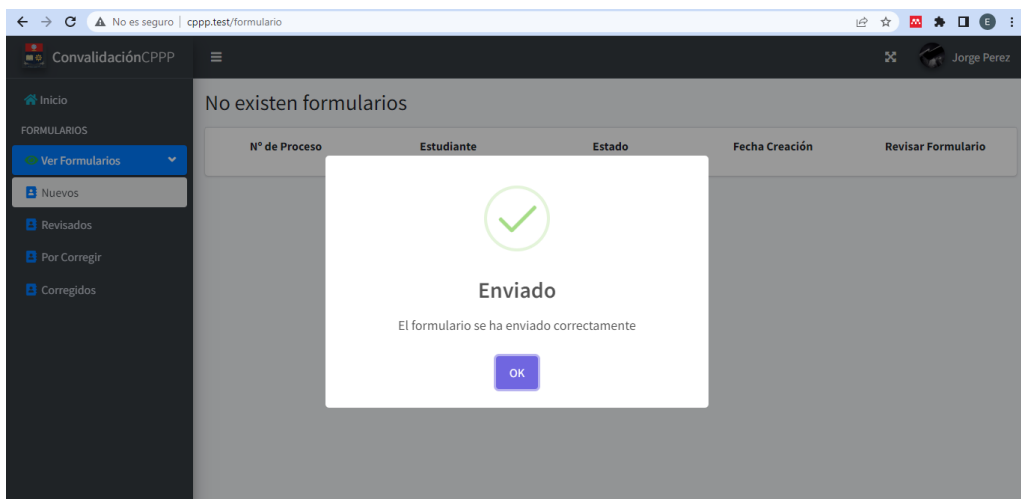 No es seguro | cppp.test/formulario
E
ConvalidaciónCPPP
Jorge Perez
Inicio
FORMULARIOS
Ver Formularios
Nuevos
Revisados
Por Corregir
Corregidos
No existen formularios
Nº de Proceso Estudiante Estado Fecha Creación Revisar Formulario
Enviado
El formulario se ha enviado correctamente
OK